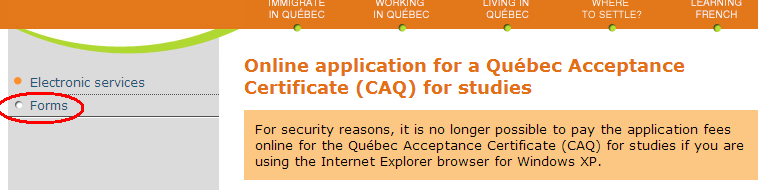 IMMIGRATE
IN QUÉBEC
WORKING
IN QUÉBEC
LIVING IN
QUÉBEC
WHERE
TO SETTLE?
LEARNING
FRENCH
Electronic services
Forms
Online application for a Québec Acceptance
Certificate (CAQ) for studies
For security reasons, it is no longer possible to pay the application fees
online for the Québec Acceptance Certificate (CAQ) for studies if you are
using the Internet Explorer browser for Windows XP.